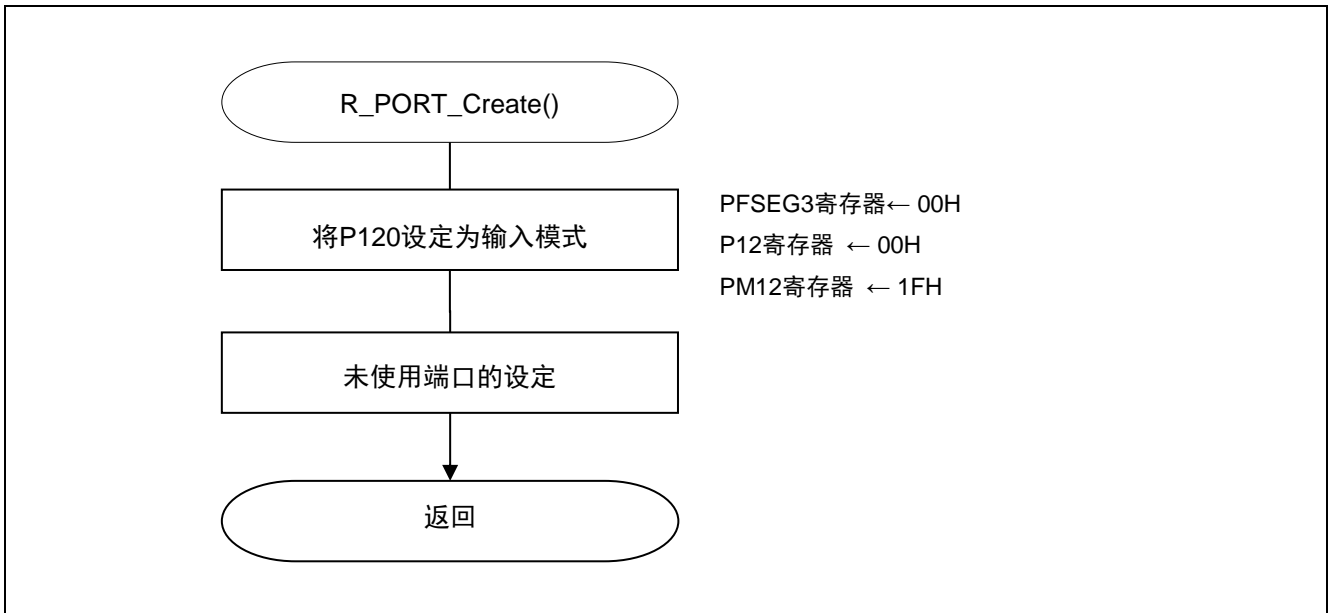 R_PORT_Create()
将P120设定为输入模式
PFSEG3寄存器← 00H
P12寄存器 ← 00H
PM12寄存器 ← 1FH
未使用端口的设定
返回